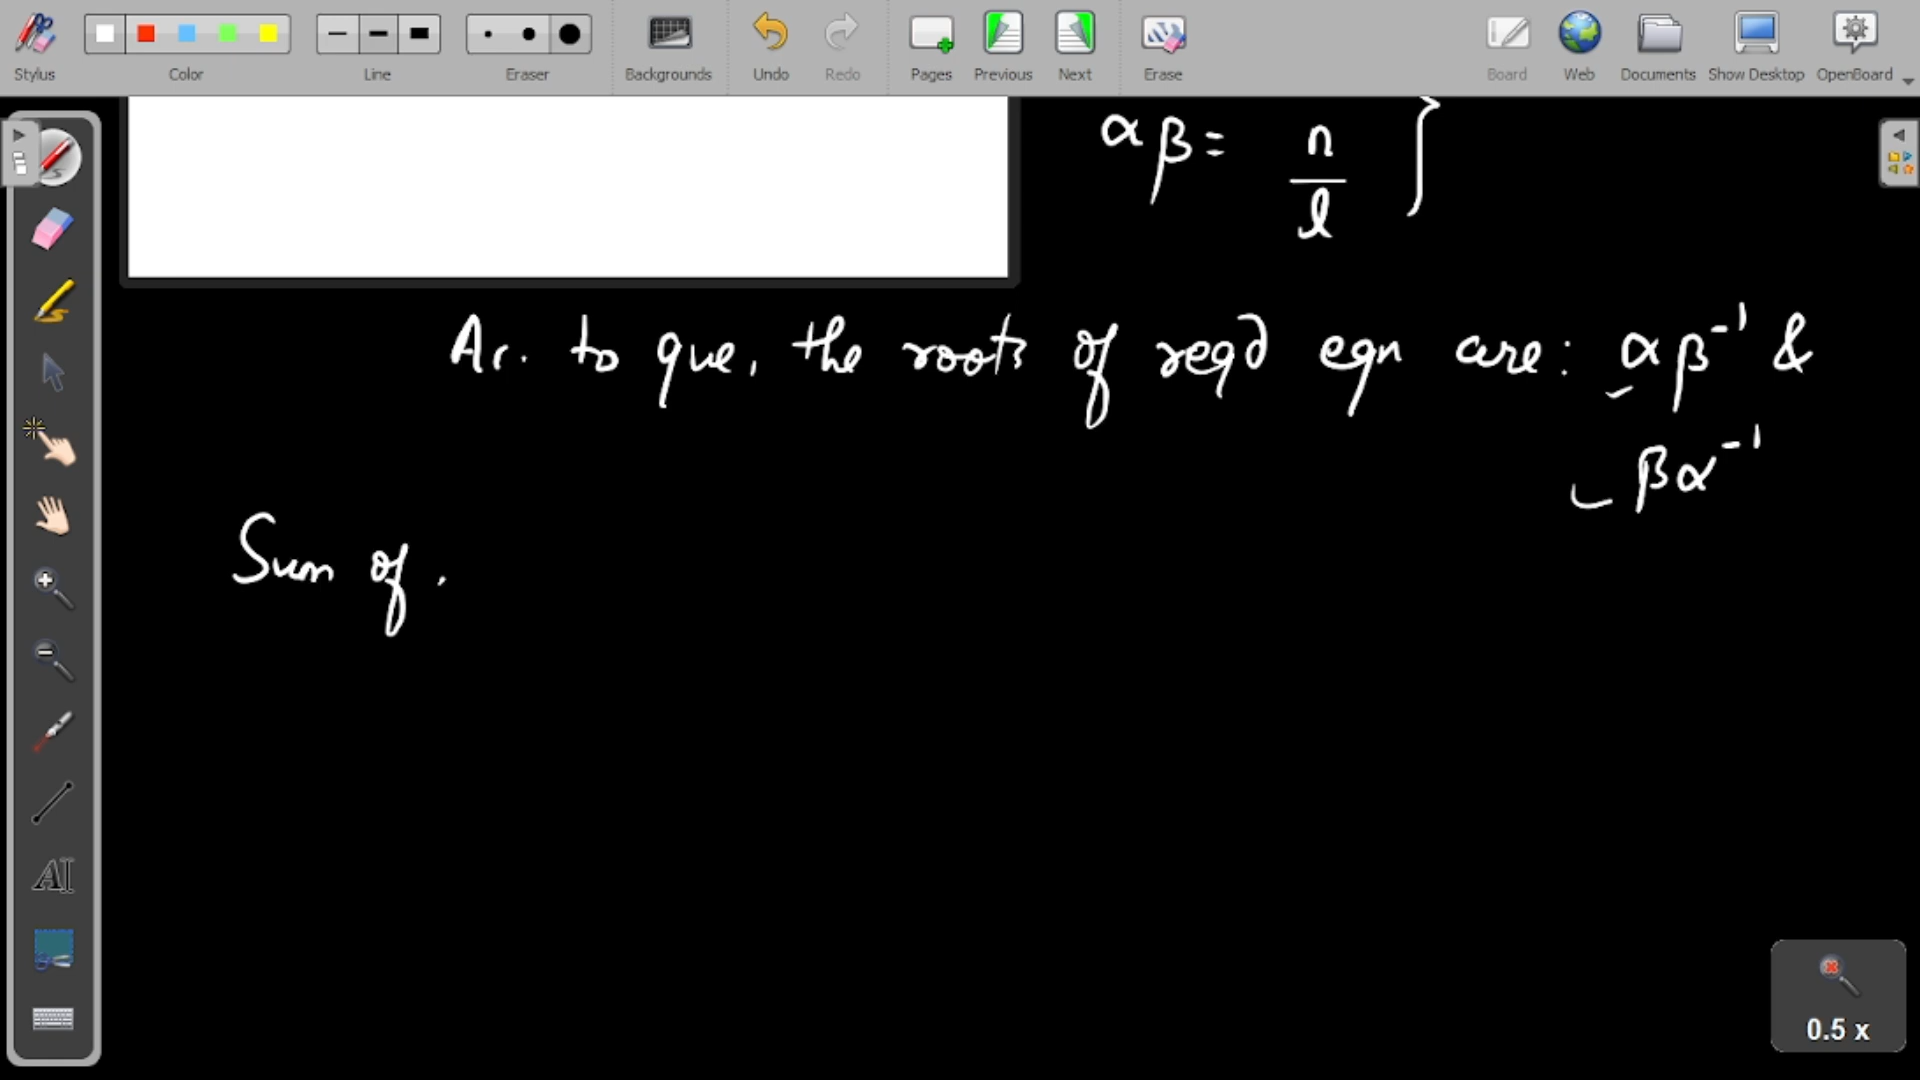 Stylus Color Line Eraser Backgrounds Undo Redo Pages Previous Next Erase Board Web Documents Show Desktop OpenBoard
αβ = n/l }
Ac. to que, the roots of reqd eqn are: αβ⁻¹ &
βα⁻¹
Sum of .
AI
0.5 x